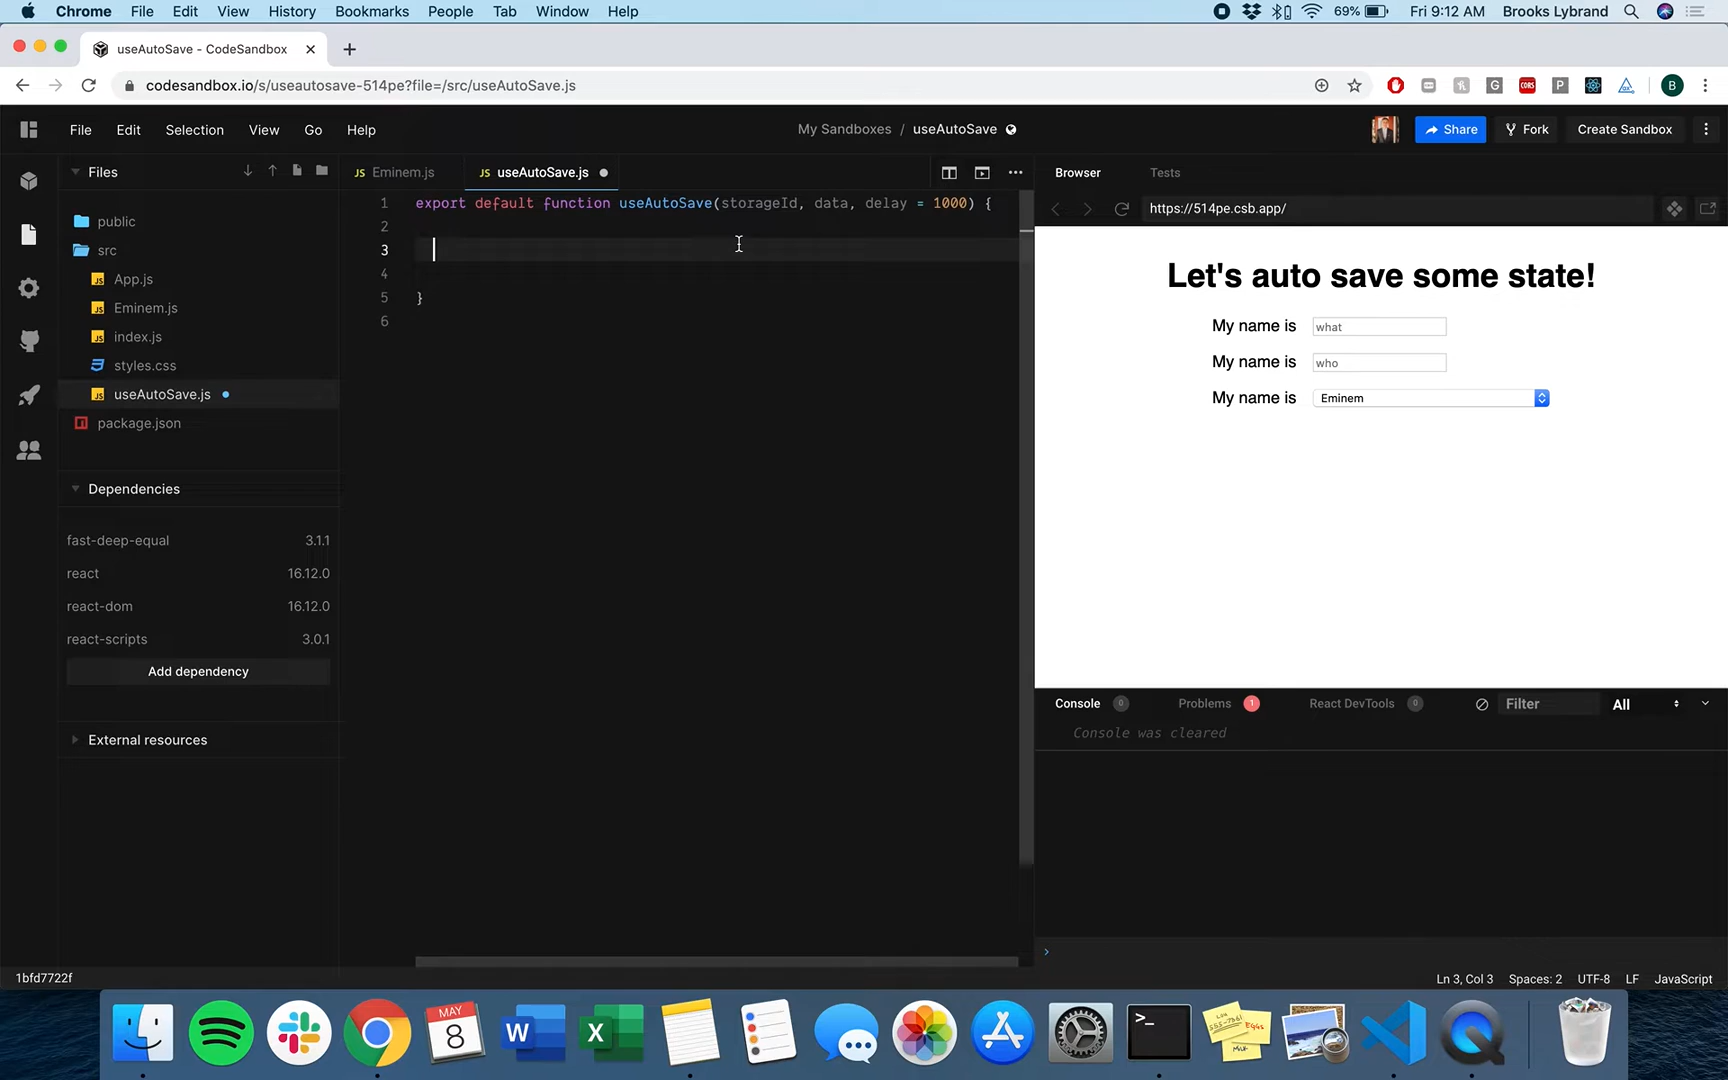 Chrome File Edit View History Bookmarks People Tab Window Help
69% Fri 9:12 AM Brooks Lybrand
useAutoSave - CodeSandbox
codesandbox.io/s/useautosave-514pe?file=/src/useAutoSave.js
G CORS P B
File Edit Selection View Go Help
My Sandboxes / useAutoSave
Share Fork Create Sandbox
Files
public
src
App.js
Eminem.js
index.js
styles.css
useAutoSave.js
package.json
Dependencies
fast-deep-equal 3.1.1
react 16.12.0
react-dom 16.12.0
react-scripts 3.0.1
Add dependency
External resources
1bfd7722f
JS Eminem.js JS useAutoSave.js
1 export default function useAutoSave(storageId, data, delay = 1000) {
2
3
4
5 }
6
Browser Tests
https://514pe.csb.app/
Let's auto save some state!
My name is what
My name is who
My name is Eminem
Console 0 Problems 1 React DevTools 0 Filter All
Console was cleared
Ln 3, Col 3 Spaces: 2 UTF-8 LF JavaScript
MAY
8
W
X